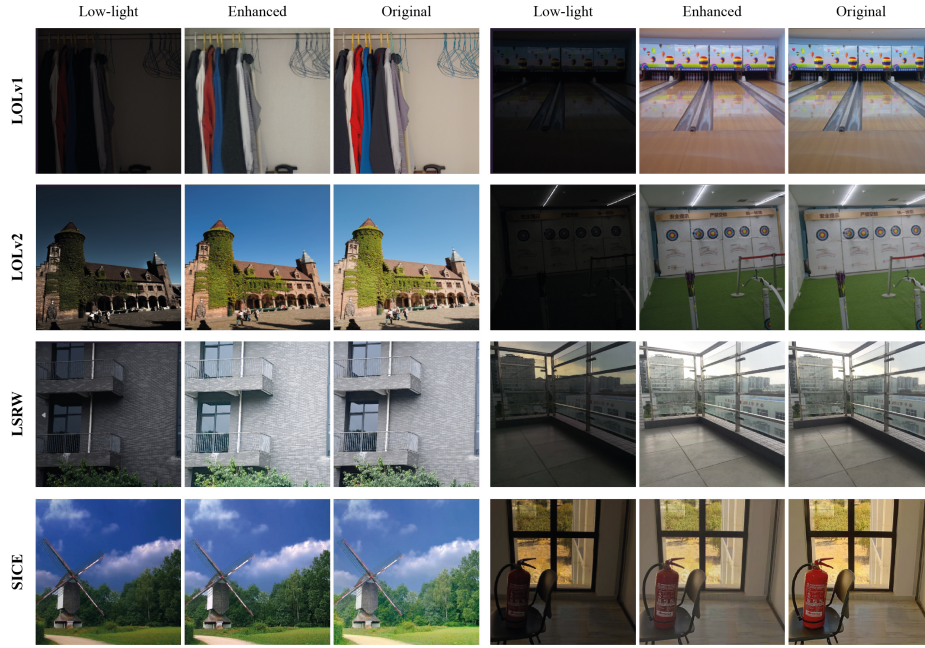 Low-light Enhanced Original Low-light Enhanced Original
LOLv1
LOLv2
LSRW
SICE